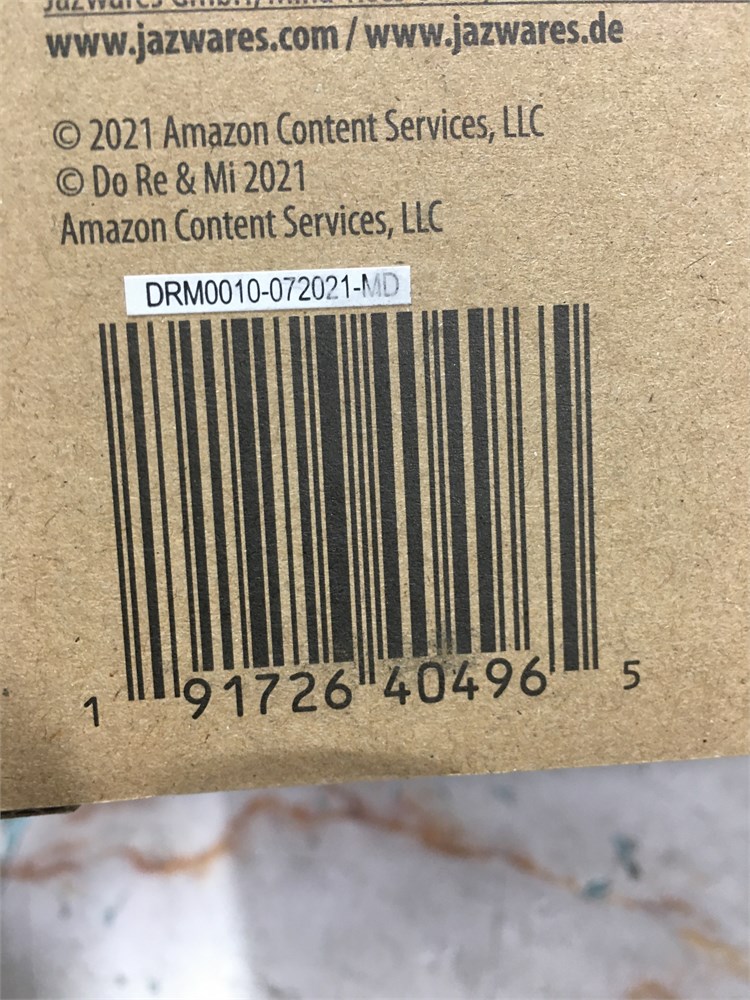 www.jazwares.com / www.jazwares.de
© 2021 Amazon Content Services, LLC
© Do Re & Mi 2021
Amazon Content Services, LLC
DRM0010-072021-MD
1 91726 40496 5